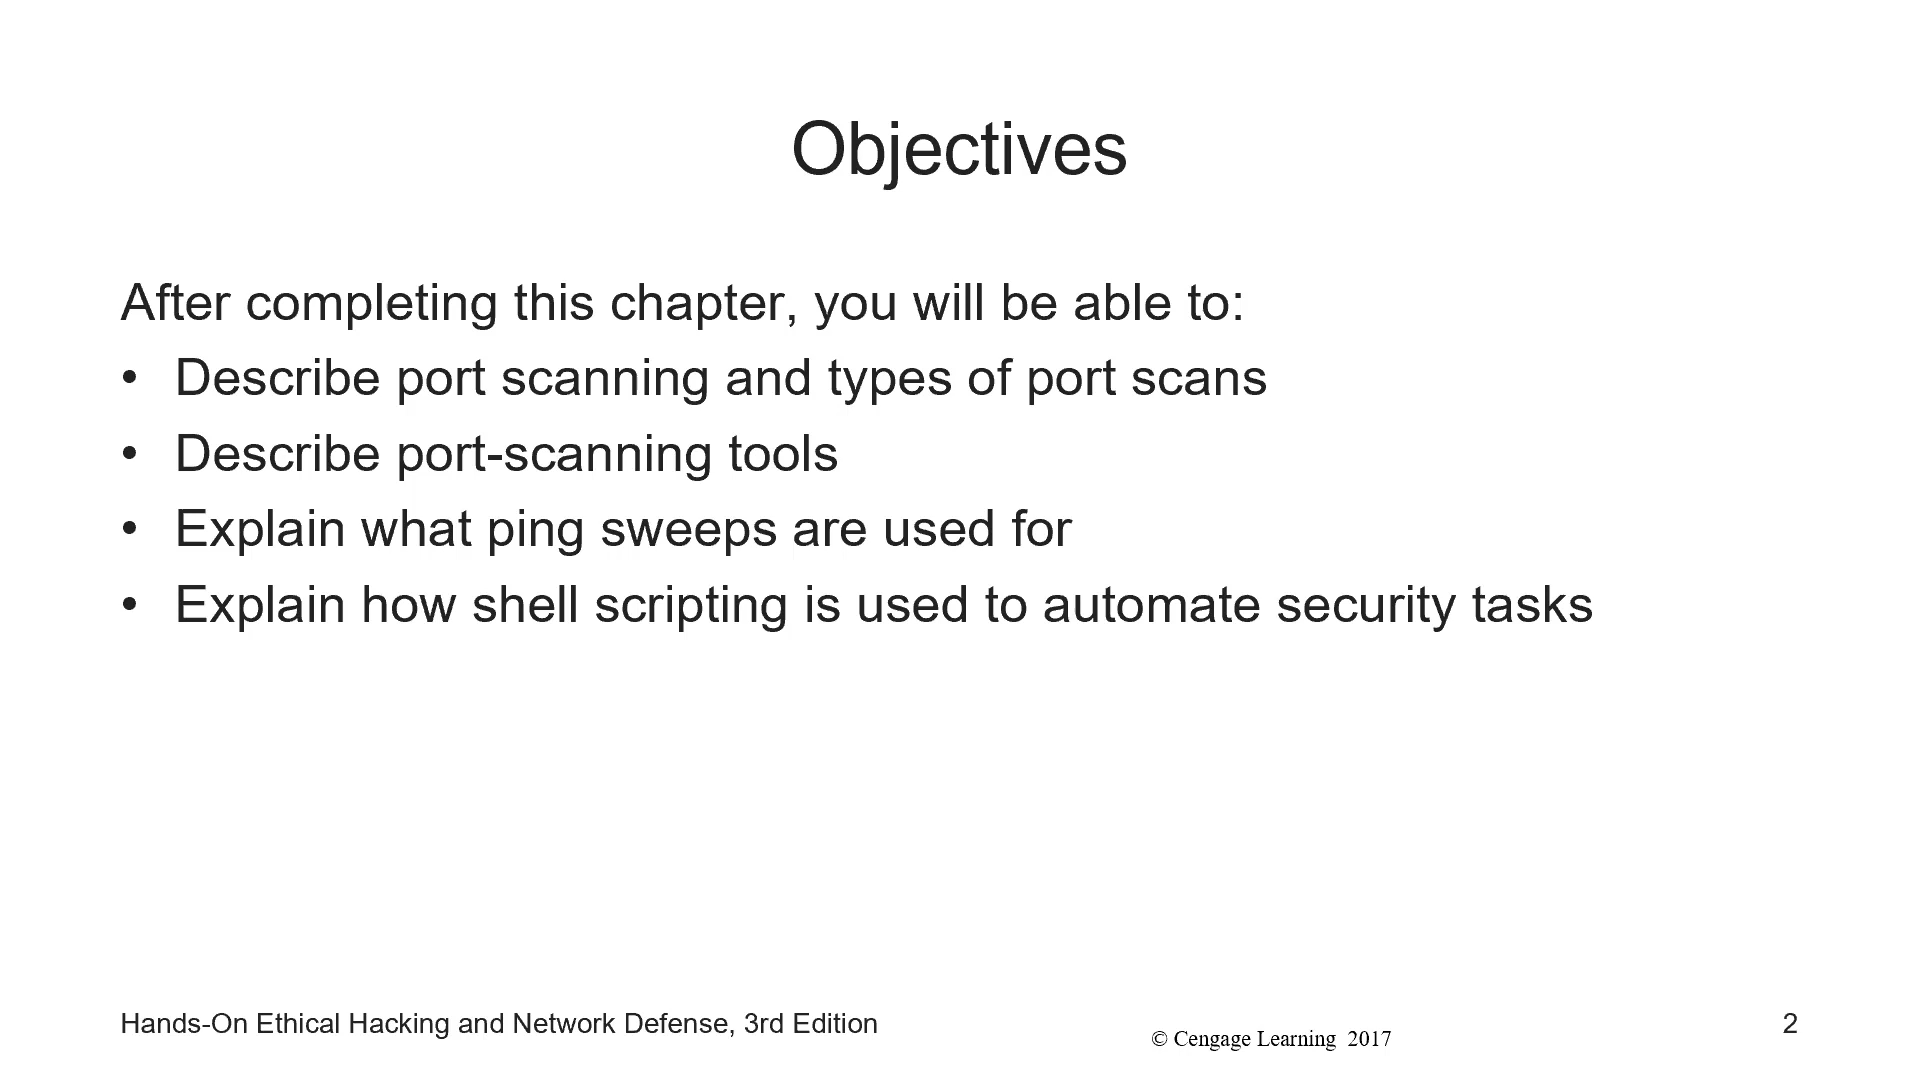 Objectives
After completing this chapter, you will be able to:
• Describe port scanning and types of port scans
• Describe port-scanning tools
• Explain what ping sweeps are used for
• Explain how shell scripting is used to automate security tasks
Hands-On Ethical Hacking and Network Defense, 3rd Edition
© Cengage Learning 2017
2